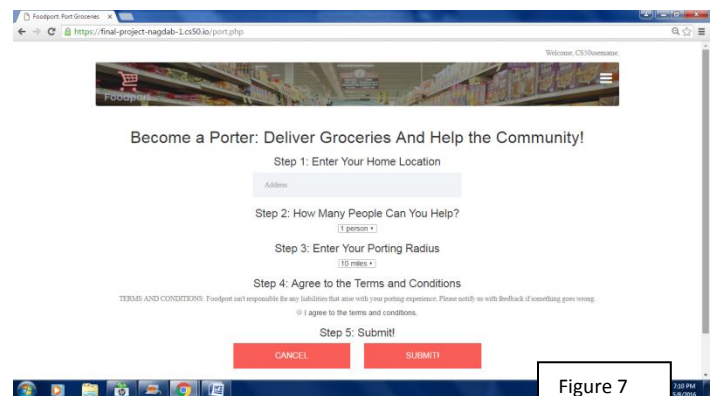 Foodport: Port Groceries
https://final-project-nagdab-1.cs50.io/port.php
Welcome, CS50username
Foodport
Become a Porter: Deliver Groceries And Help the Community!
Step 1: Enter Your Home Location
Address
Step 2: How Many People Can You Help?
1 person
Step 3: Enter Your Porting Radius
10 miles
Step 4: Agree to the Terms and Conditions
TERMS AND CONDITIONS: Foodport isn't responsible for any liabilities that arise with your porting experience. Please notify us with feedback if something goes wrong.
I agree to the terms and conditions.
Step 5: Submit!
CANCEL SUBMIT!
Figure 7
7:10 PM
5/8/2016